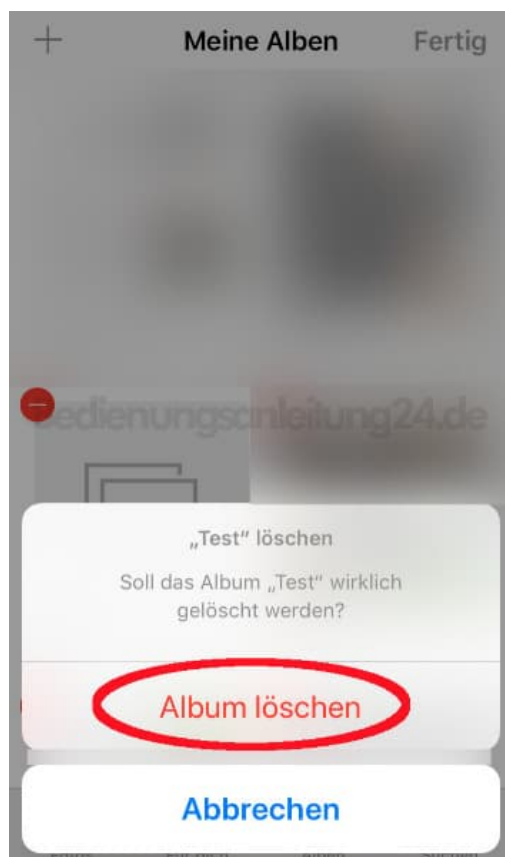 + Meine Alben Fertig
bedienungsanleitung24.de
„Test“ löschen
Soll das Album „Test“ wirklich
gelöscht werden?
Album löschen
Abbrechen